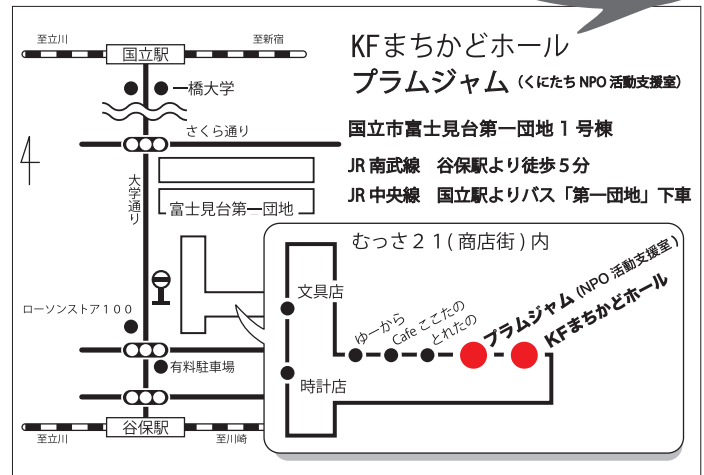 至立川
国立駅
至新宿
一橋大学
さくら通り
大学通り
富士見台第一団地
ローソンストア100
有料駐車場
谷保駅
至立川
至川崎
KFまちかどホール
プラムジャム (くにたちNPO活動支援室)
国立市富士見台第一団地1号棟
JR南武線 谷保駅より徒歩5分
JR中央線 国立駅よりバス「第一団地」下車
むっさ21(商店街)内
文具店
時計店
ゆーから
Cafeここたの
とれたの
プラムジャム(NPO活動支援室)
KFまちかどホール